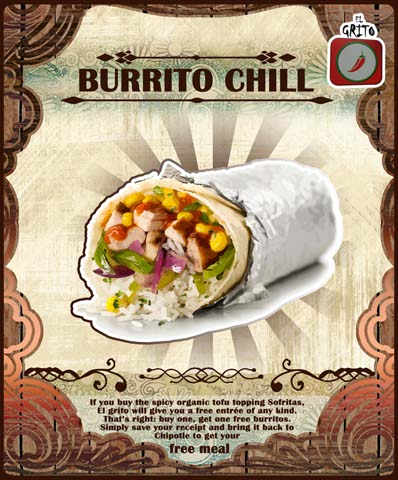 EL
GRITO
BURRITO CHILL
If you buy the spicy organic tofu topping Sofritas,
El grito will give you a free entrée of any kind.
That's right: buy one, get one free burritos.
Simply save your receipt and bring it back to
Chipotle to get your
free meal